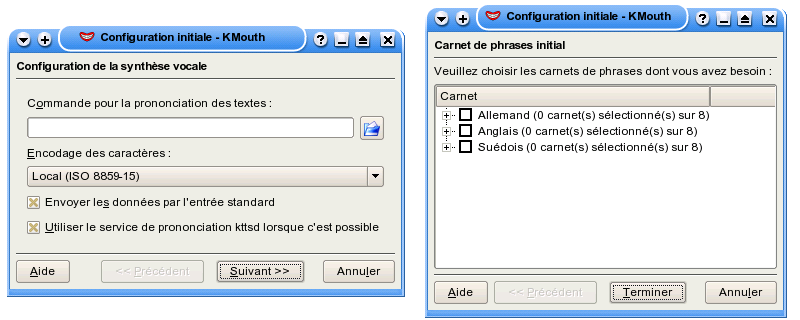 Configuration initiale - KMouth
Configuration de la synthèse vocale
Commande pour la prononciation des textes :
Encodage des caractères :
Local (ISO 8859-15)
Envoyer les données par l'entrée standard
Utiliser le service de prononciation kttsd lorsque c'est possible
Aide
<< Précédent
Suivant >>
Annuler
Configuration initiale - KMouth
Carnet de phrases initial
Veuillez choisir les carnets de phrases dont vous avez besoin :
Carnet
Allemand (0 carnet(s) sélectionné(s) sur 8)
Anglais (0 carnet(s) sélectionné(s) sur 8)
Suédois (0 carnet(s) sélectionné(s) sur 8)
Aide
<< Précédent
Terminer
Annuler